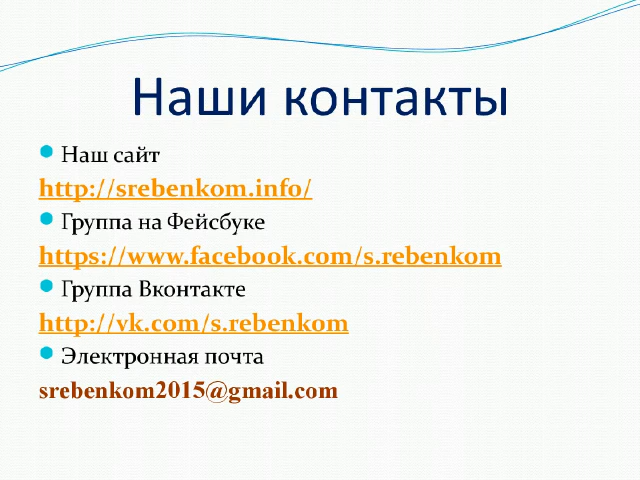 Наши контакты
Наш сайт
http://srebenkom.info/
Группа на Фейсбуке
https://www.facebook.com/s.rebenkom
Группа Вконтакте
http://vk.com/s.rebenkom
Электронная почта
srebenkom2015@gmail.com